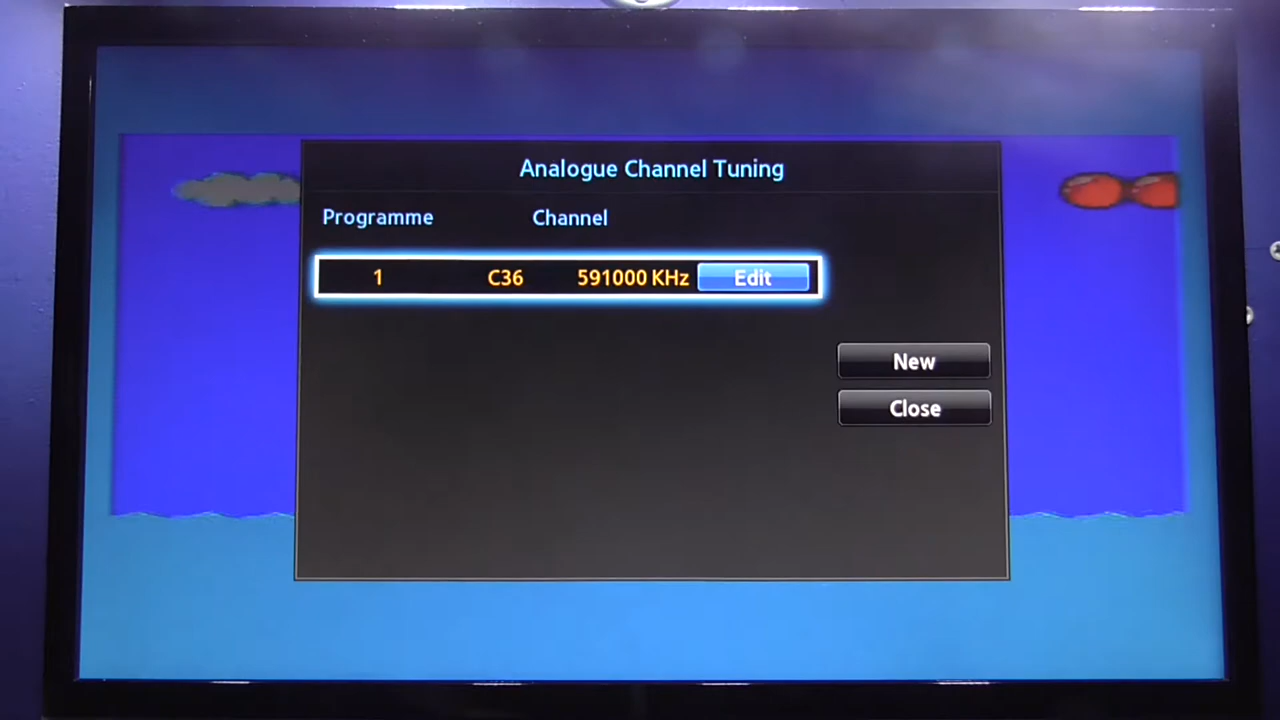 Analogue Channel Tuning
Programme Channel
1 C36 591000 KHz Edit
New
Close